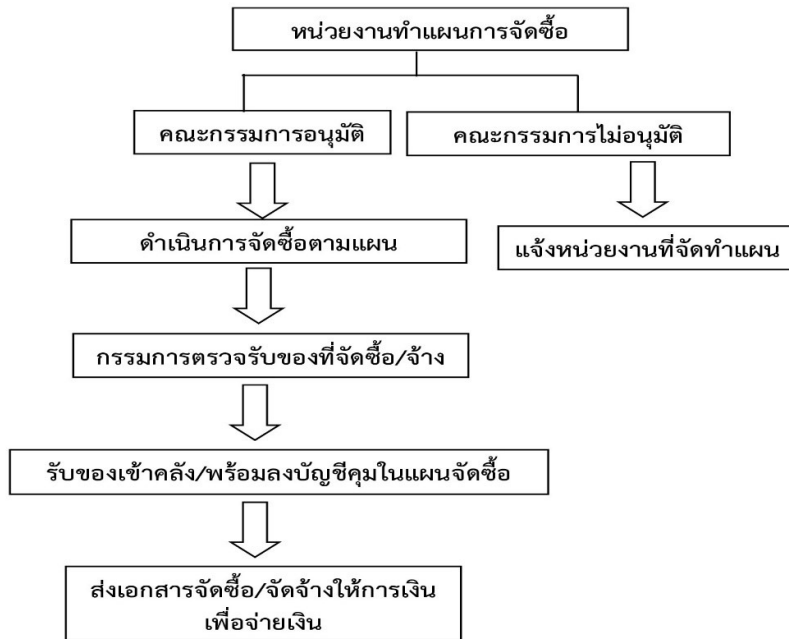 หน่วยงานทำแผนการจัดซื้อ
คณะกรรมการอนุมัติ
คณะกรรมการไม่อนุมัติ
ดำเนินการจัดซื้อตามแผน
แจ้งหน่วยงานที่จัดทำแผน
กรรมการตรวจรับของที่จัดซื้อ/จ้าง
รับของเข้าคลัง/พร้อมลงบัญชีคุมในแผนจัดซื้อ
ส่งเอกสารจัดซื้อ/จัดจ้างให้การเงิน
เพื่อจ่ายเงิน